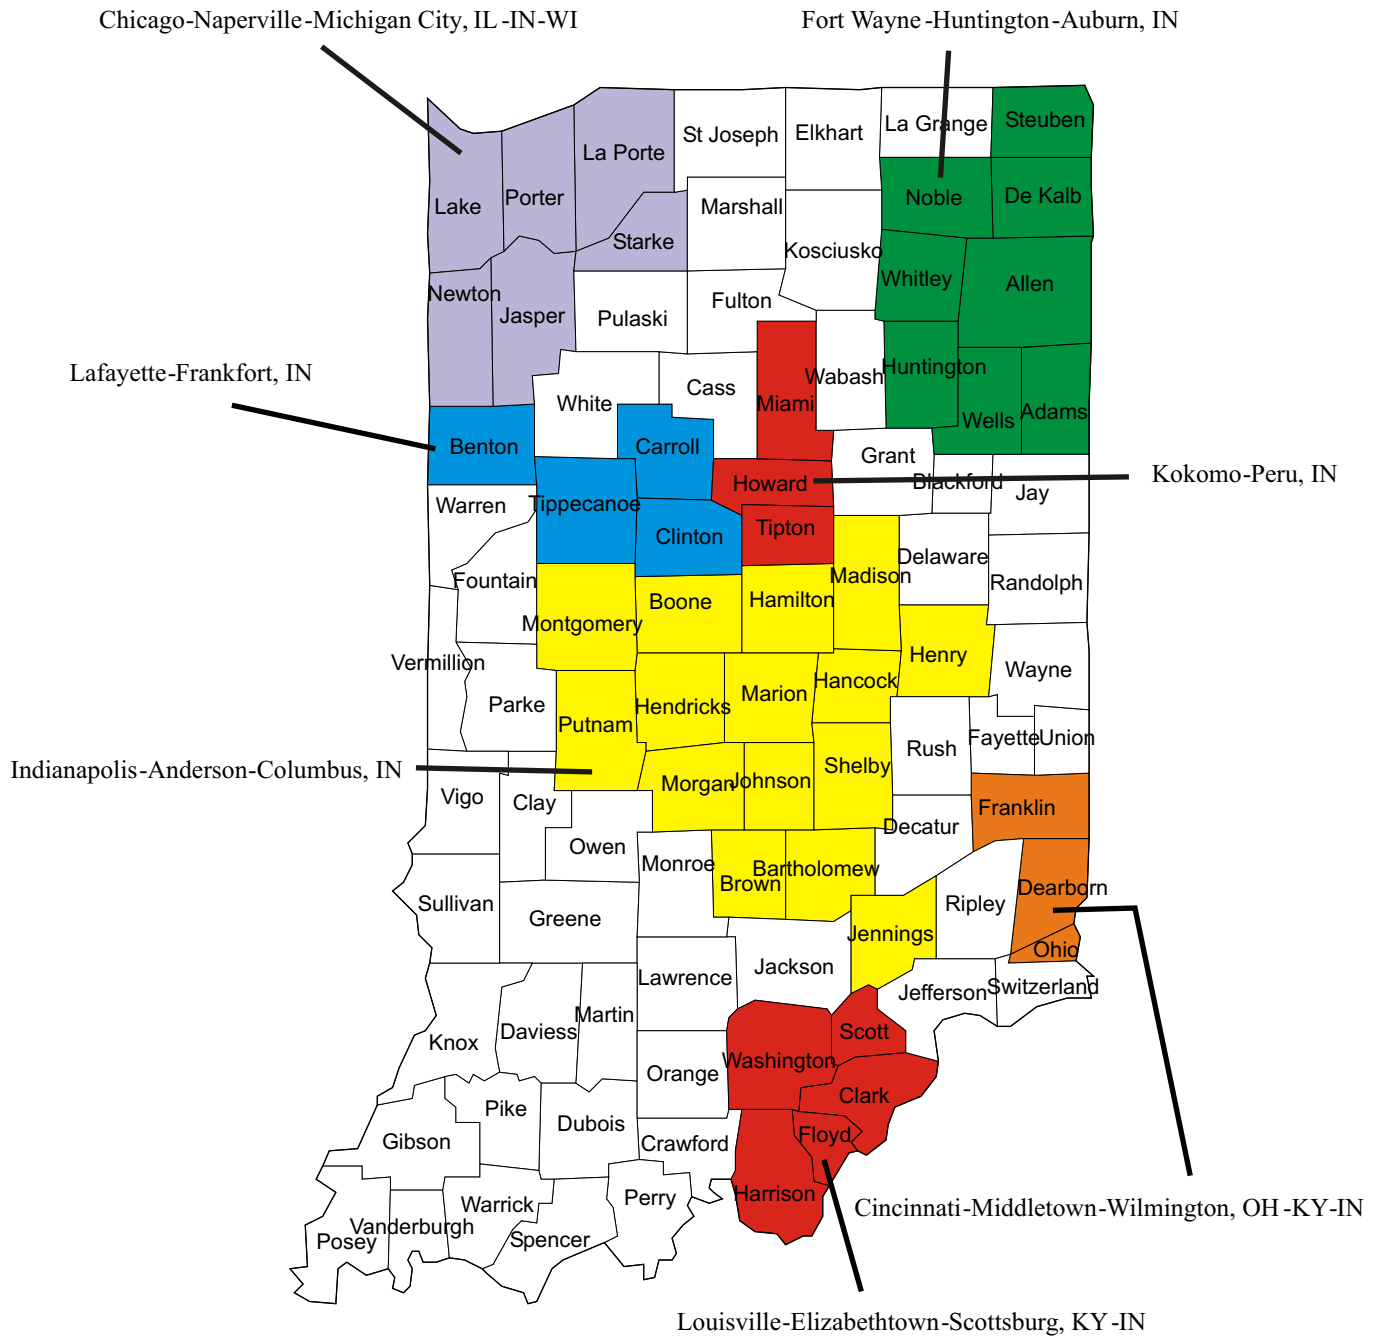 Chicago-Naperville-Michigan City, IL-IN-WI
Fort Wayne-Huntington-Auburn, IN
St Joseph
Elkhart
La Grange
Steuben
La Porte
Lake
Porter
Noble
De Kalb
Marshall
Starke
Kosciusko
Whitley
Allen
Newton
Jasper
Pulaski
Fulton
Lafayette-Frankfort, IN
White
Cass
Miami
Wabash
Huntington
Wells
Adams
Benton
Carroll
Grant
Kokomo-Peru, IN
Howard
Blackford
Jay
Warren
Tippecanoe
Clinton
Tipton
Delaware
Madison
Randolph
Fountain
Boone
Hamilton
Montgomery
Henry
Vermillion
Wayne
Parke
Putnam
Hendricks
Marion
Hancock
Rush
Fayette
Union
Indianapolis-Anderson-Columbus, IN
Vigo
Clay
Morgan
Johnson
Shelby
Franklin
Decatur
Owen
Monroe
Brown
Bartholomew
Dearborn
Sullivan
Greene
Ripley
Jennings
Ohio
Lawrence
Jackson
Jefferson
Switzerland
Knox
Daviess
Martin
Scott
Washington
Orange
Clark
Pike
Dubois
Floyd
Gibson
Crawford
Harrison
Perry
Warrick
Cincinnati-Middletown-Wilmington, OH-KY-IN
Posey
Vanderburgh
Spencer
Louisville-Elizabethtown-Scottsburg, KY-IN